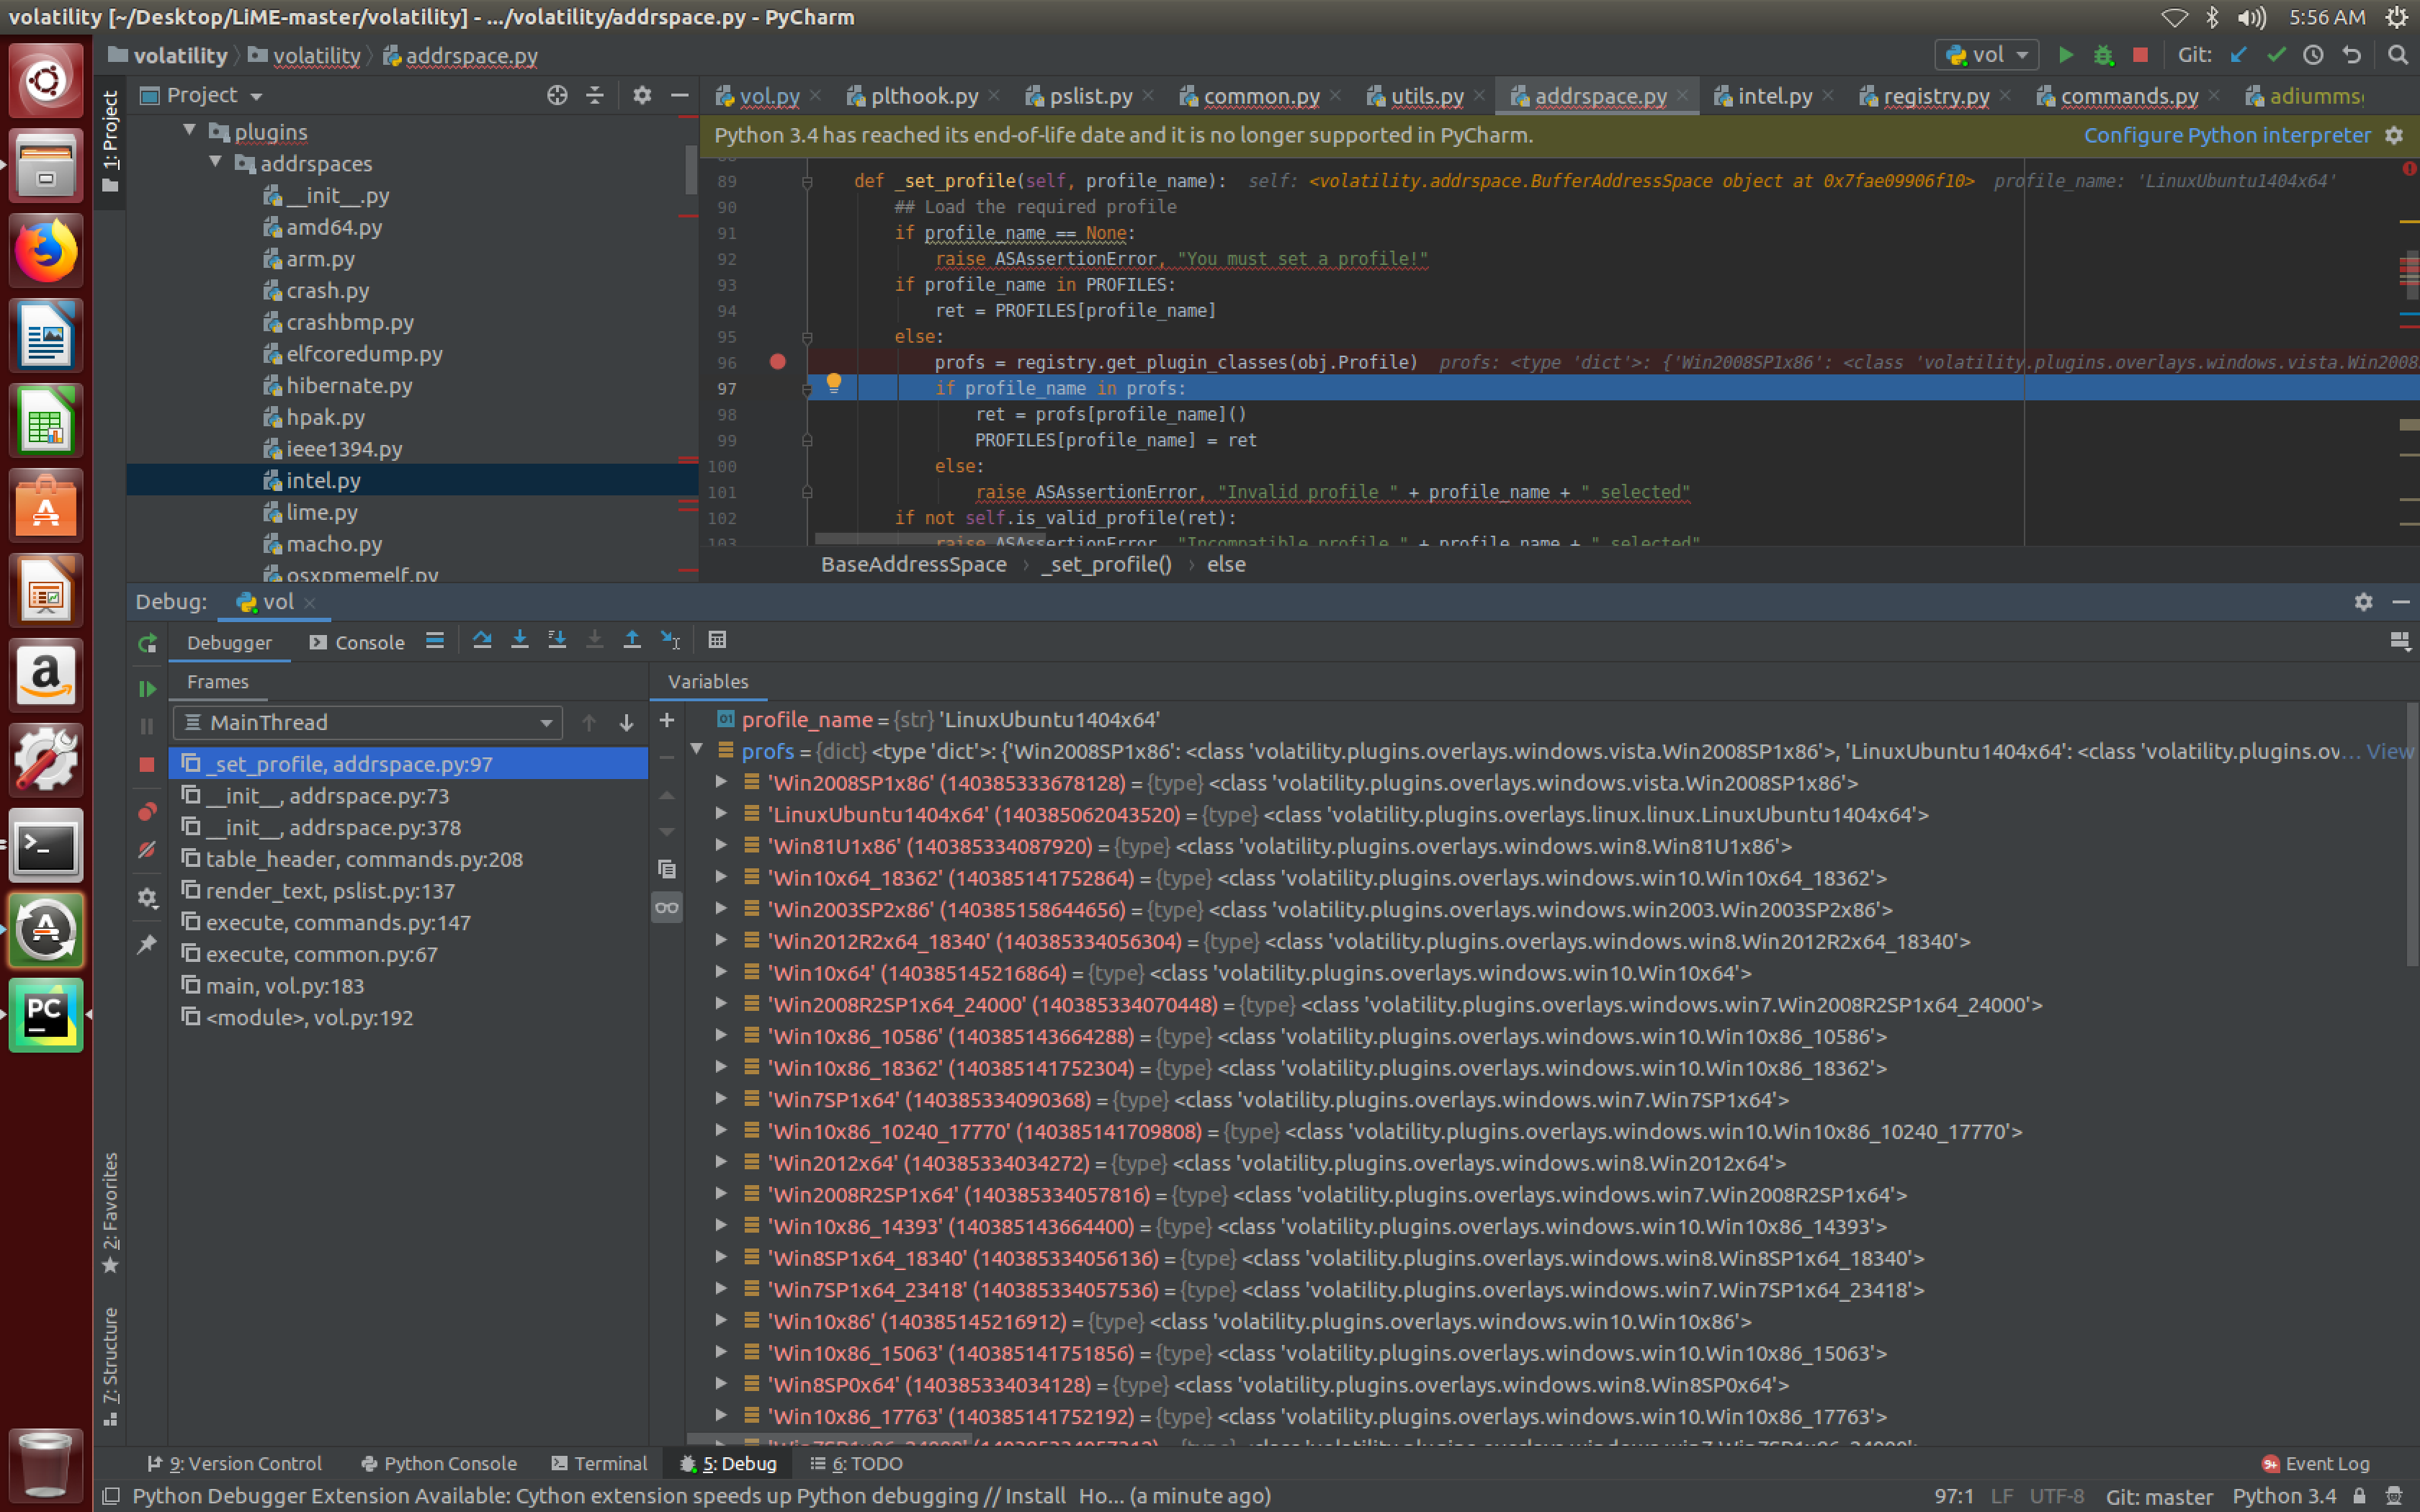 volatility [~/Desktop/LiME-master/volatility] - .../volatility/addrspace.py - PyCharm
5:56 AM
volatility
volatility
addrspace.py
vol
Git:
1: Project
Project
vol.py
plthook.py
pslist.py
common.py
utils.py
addrspace.py
intel.py
registry.py
commands.py
Python 3.4 has reached its end-of-life date and it is no longer supported in PyCharm.
Configure Python interpreter
plugins
addrspaces
__init__.py
amd64.py
arm.py
crash.py
crashbmp.py
elfcoredump.py
hibernate.py
hpak.py
ieee1394.py
intel.py
lime.py
macho.py
osxpmemelf.py
89 def _set_profile(self, profile_name): self: <volatility.addrspace.BufferAddressSpace object at 0x7fae09906f10> profile_name: 'LinuxUbuntu1404x64'
90 ## Load the required profile
91 if profile_name == None:
92 raise ASAssertionError, "You must set a profile!"
93 if profile_name in PROFILES:
94 ret = PROFILES[profile_name]
95 else:
96 profs = registry.get_plugin_classes(obj.Profile) profs: <type 'dict'>: {'Win2008SP1x86': <class 'volatility.plugins.overlays.windows.vista.Win2008
97 if profile_name in profs:
98 ret = profs[profile_name]()
99 PROFILES[profile_name] = ret
100 else:
101 raise ASAssertionError, "Invalid profile " + profile_name + " selected"
102 if not self.is_valid_profile(ret):
103 raise ASAssertionError, "Incompatible profile " + profile_name + " selected"
BaseAddressSpace › _set_profile() › else
Debug:
vol
Debugger
Console
Frames
Variables
MainThread
_set_profile, addrspace.py:97
__init__, addrspace.py:73
__init__, addrspace.py:378
table_header, commands.py:208
render_text, pslist.py:137
execute, commands.py:147
execute, common.py:67
main, vol.py:183
<module>, vol.py:192
profile_name = {str} 'LinuxUbuntu1404x64'
profs = {dict} <type 'dict'>: {'Win2008SP1x86': <class 'volatility.plugins.overlays.windows.vista.Win2008SP1x86'>, 'LinuxUbuntu1404x64': <class 'volatility.plugins.ov... View
'Win2008SP1x86' (140385333678128) = {type} <class 'volatility.plugins.overlays.windows.vista.Win2008SP1x86'>
'LinuxUbuntu1404x64' (140385062043520) = {type} <class 'volatility.plugins.overlays.linux.linux.LinuxUbuntu1404x64'>
'Win81U1x86' (140385334087920) = {type} <class 'volatility.plugins.overlays.windows.win8.Win81U1x86'>
'Win10x64_18362' (140385141752864) = {type} <class 'volatility.plugins.overlays.windows.win10.Win10x64_18362'>
'Win2003SP2x86' (140385158644656) = {type} <class 'volatility.plugins.overlays.windows.win2003.Win2003SP2x86'>
'Win2012R2x64_18340' (140385334056304) = {type} <class 'volatility.plugins.overlays.windows.win8.Win2012R2x64_18340'>
'Win10x64' (140385145216864) = {type} <class 'volatility.plugins.overlays.windows.win10.Win10x64'>
'Win2008R2SP1x64_24000' (140385334070448) = {type} <class 'volatility.plugins.overlays.windows.win7.Win2008R2SP1x64_24000'>
'Win10x86_10586' (140385143664288) = {type} <class 'volatility.plugins.overlays.windows.win10.Win10x86_10586'>
'Win10x86_18362' (140385141752304) = {type} <class 'volatility.plugins.overlays.windows.win10.Win10x86_18362'>
'Win7SP1x64' (140385334090368) = {type} <class 'volatility.plugins.overlays.windows.win7.Win7SP1x64'>
'Win10x86_10240_17770' (140385141709808) = {type} <class 'volatility.plugins.overlays.windows.win10.Win10x86_10240_17770'>
'Win2012x64' (140385334034272) = {type} <class 'volatility.plugins.overlays.windows.win8.Win2012x64'>
'Win2008R2SP1x64' (140385334057816) = {type} <class 'volatility.plugins.overlays.windows.win7.Win2008R2SP1x64'>
'Win10x86_14393' (140385143664400) = {type} <class 'volatility.plugins.overlays.windows.win10.Win10x86_14393'>
'Win8SP1x64_18340' (140385334056136) = {type} <class 'volatility.plugins.overlays.windows.win8.Win8SP1x64_18340'>
'Win7SP1x64_23418' (140385334057536) = {type} <class 'volatility.plugins.overlays.windows.win7.Win7SP1x64_23418'>
'Win10x86' (140385145216912) = {type} <class 'volatility.plugins.overlays.windows.win10.Win10x86'>
'Win10x86_15063' (140385141751856) = {type} <class 'volatility.plugins.overlays.windows.win10.Win10x86_15063'>
'Win8SP0x64' (140385334034128) = {type} <class 'volatility.plugins.overlays.windows.win8.Win8SP0x64'>
'Win10x86_17763' (140385141752192) = {type} <class 'volatility.plugins.overlays.windows.win10.Win10x86_17763'>
2: Favorites
7: Structure
9: Version Control
Python Console
Terminal
5: Debug
6: TODO
9+ Event Log
Python Debugger Extension Available: Cython extension speeds up Python debugging // Install Ho... (a minute ago)
97:1 LF UTF-8 Git: master Python 3.4